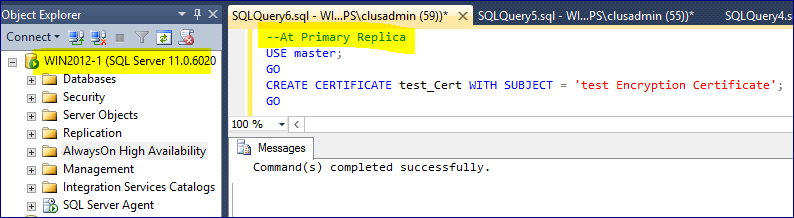 Object Explorer
Connect
WIN2012-1 (SQL Server 11.0.6020
Databases
Security
Server Objects
Replication
AlwaysOn High Availability
Management
Integration Services Catalogs
SQL Server Agent
SQLQuery6.sql - WI...PS\clusadmin (59))*
SQLQuery5.sql - WI...PS\clusadmin (55))*
SQLQuery4.s
--At Primary Replica
USE master;
GO
CREATE CERTIFICATE test_Cert WITH SUBJECT = 'test Encryption Certificate';
GO
100 %
Messages
Command(s) completed successfully.